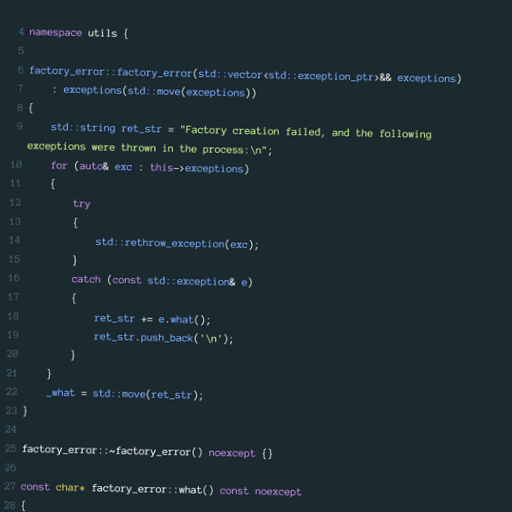 4 namespace utils {
5
6 factory_error::factory_error(std::vector<std::exception_ptr>&& exceptions)
7     : exceptions(std::move(exceptions))
8 {
9     std::string ret_str = "Factory creation failed, and the following
exceptions were thrown in the process:\n";
10     for (auto& exc : this->exceptions)
11     {
12         try
13         {
14             std::rethrow_exception(exc);
15         }
16         catch (const std::exception& e)
17         {
18             ret_str += e.what();
19             ret_str.push_back('\n');
20         }
21     }
22     _what = std::move(ret_str);
23 }
24
25 factory_error::~factory_error() noexcept {}
26
27 const char* factory_error::what() const noexcept
28 {